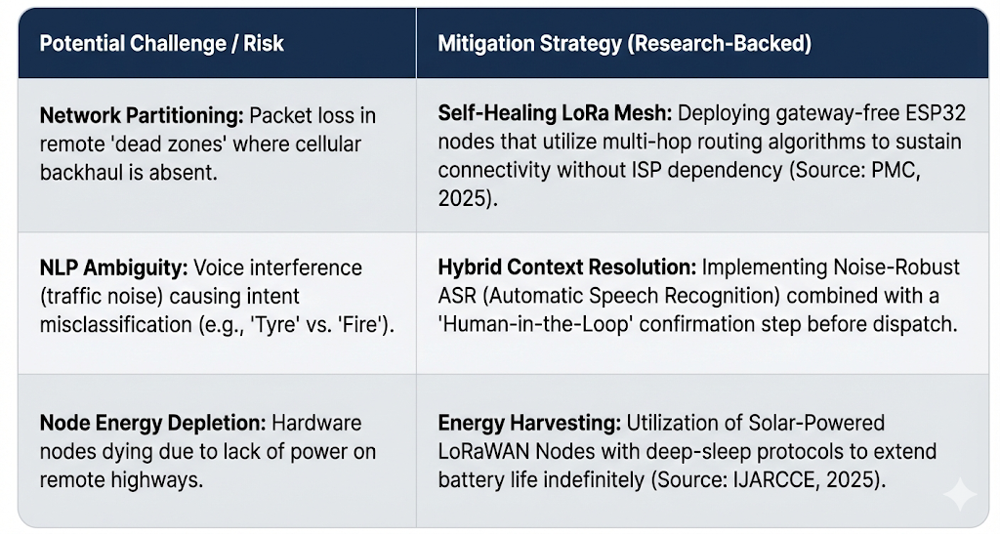 Potential Challenge / Risk
Mitigation Strategy (Research-Backed)
Network Partitioning: Packet loss in
remote 'dead zones' where cellular
backhaul is absent.
Self-Healing LoRa Mesh: Deploying gateway-free ESP32
nodes that utilize multi-hop routing algorithms to sustain
connectivity without ISP dependency (Source: PMC,
2025).
NLP Ambiguity: Voice interference
(traffic noise) causing intent
misclassification (e.g., 'Tyre' vs. 'Fire').
Hybrid Context Resolution: Implementing Noise-Robust
ASR (Automatic Speech Recognition) combined with a
'Human-in-the-Loop' confirmation step before dispatch.
Node Energy Depletion: Hardware
nodes dying due to lack of power on
remote highways.
Energy Harvesting: Utilization of Solar-Powered
LoRaWAN Nodes with deep-sleep protocols to extend
battery life indefinitely (Source: IJARCCE, 2025).